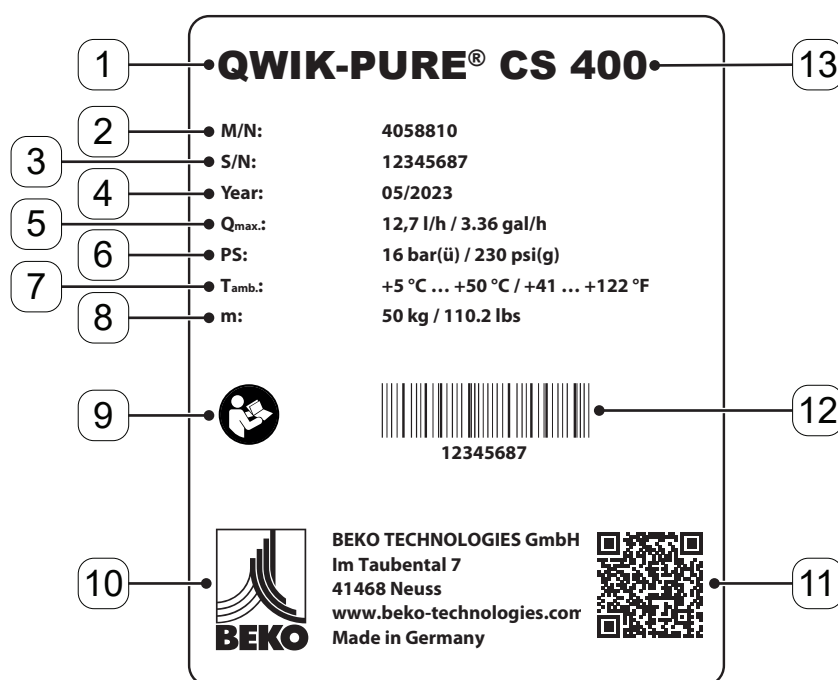 1 QWIK-PURE® CS 400 13
2 M/N: 4058810
3 S/N: 12345687
4 Year: 05/2023
5 Qmax.: 12,7 l/h / 3.36 gal/h
6 PS: 16 bar(ü) / 230 psi(g)
7 Tamb.: +5 °C … +50 °C / +41 … +122 °F
8 m: 50 kg / 110.2 lbs
9 12
12345687
BEKO TECHNOLOGIES GmbH
Im Taubental 7
10 11
41468 Neuss
www.beko-technologies.com
BEKO
Made in Germany